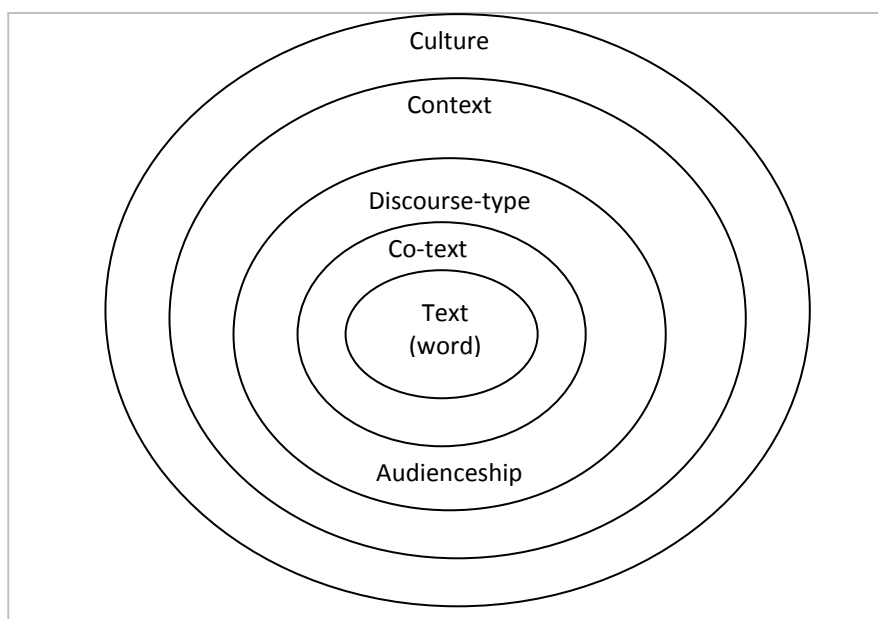 Culture
Context
Discourse-type
Co-text
Text
(word)
Audienceship